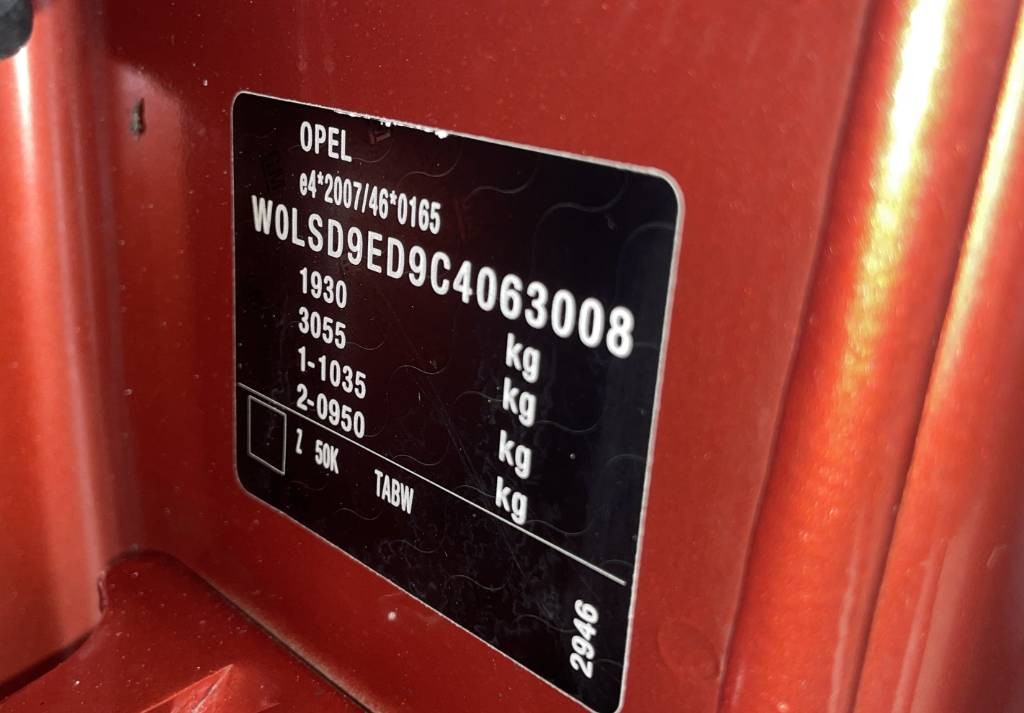 OPEL
e4*2007/46*0165
W0LSD9ED9C4063008
1930 kg
3055 kg
1-1035 kg
2-0950 kg
Z 50K TABW
2946